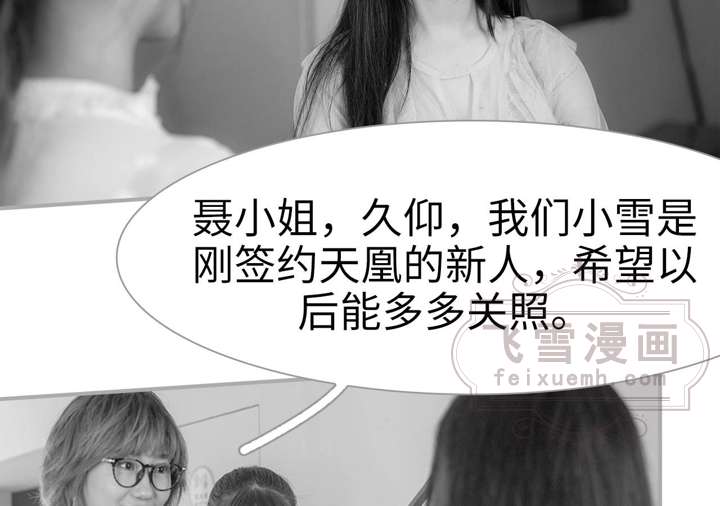 聂小姐，久仰，我们小雪是
刚签约天凰的新人，希望以
后能多多关照。
飞雪漫画
feixuemh.com